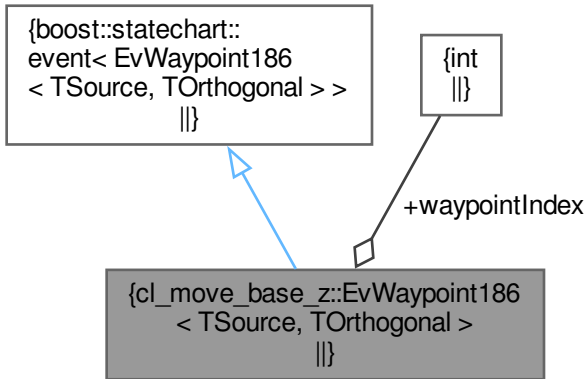 {boost::statechart::
event< EvWaypoint186
< TSource, TOrthogonal > >
||}
{int
||}
+waypointIndex
{cl_move_base_z::EvWaypoint186
< TSource, TOrthogonal >
||}